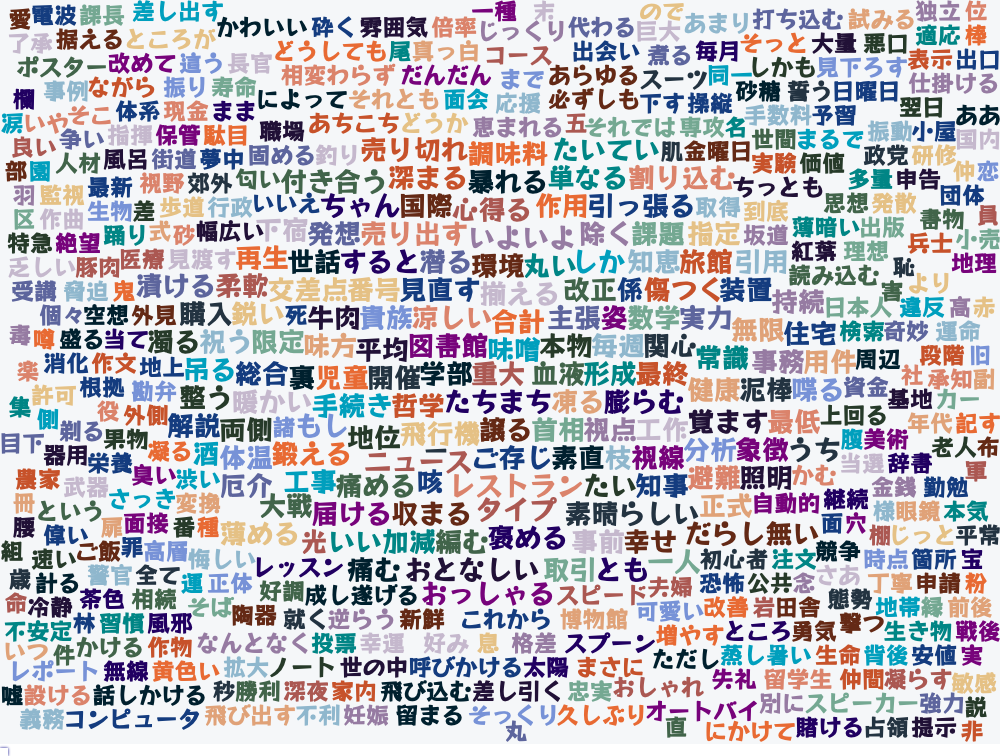 愛 電波 課長 差し出す かわいい 砕く 雰囲気 倍率 一種 じっくり 末 代わる のでは 巨大 あまり 打ち込む 試みる 独立 位
了承 据える ところが どうしても 尾 真っ白 コース 出会い 煮る 毎月 そっと 大量 悪口 適応 棒
ポスター 改めて 違う 長官 相変わらず だんだん まで あらゆる スーツ 同一 しかも 見下ろす 表示 出口
欄 事例 ながら 振り 寿命 によって それとも 面会 応援 必ずしも 下す 操縦 砂糖 誓う 日曜日 仕掛ける
涙 いや そこ 体系 現金 まま あちこち どうか 恵まれる 五 それでは 専攻 名 手数料 予習 翌日 ああ
良い 争い 指揮 保管 駄目 職場 売り切れ 調味料 たいてい 肌 金曜日 世間 まるで 振動 小屋 国内
部 園 人材 風呂 街道 夢中 固める 釣り 深まる 暴れる 単なる 割り込む 実験 価値 政党 研修 仲 恋
羽 監視 最新 視野 郊外 匂い 付き合う ちっとも 多量 申告 団体
区 作曲 生物 差 歩道 行政 いいえ ちゃん 国際 心得る 作用 引っ張る 取得 到底 思想 発散 書物 員
特急 絶望 踊り 式 砂 幅広い 下宿 発想 売り出す いよいよ 除く 課題 指定 坂道 薄暗い 出版 兵士 小売
乏しい 豚肉 医療 見渡す 再生 世話 すると 潜る 環境 丸い しか 知恵 旅館 引用 紅葉 理想 恥 地理
受講 脅迫 鬼 漬ける 柔軟 交差点 番号 見直す 揃える 改正 係 傷つく 装置 読み込む 害 より
個々 空想 外見 購入 鋭い 死 牛肉 貴族 涼しい 合計 主張 姿 数学 実力 持続 日本人 違反 高 赤
毒 噂 盛る 当て 濁る 祝う 限定 味方 平均 図書館 味噌 本物 毎週 関心 無限 住宅 検索 奇妙 運命
楽 消化 作文 地上 吊る 総合 裏 児童 開催 学部 重大 血液 形成 最終 常識 事務 用件 周辺 段階 旧
集 許可 根拠 勘弁 整う 暖かい 手続き 哲学 たちまち 凍る 膨らむ 健康 泥棒 喋る 資金 基地 社 承知 副 カー
側 役 外側 解説 両側 諸 もし 地位 飛行機 譲る 首相 視点 工作 覚ます 最低 上回る 年代 記す
目下 剃る 果物 凝る 酒 体温 鍛える ニュース ご存じ 素直 枝 視線 分析 象徴 うち 腹 美術 老人 布
農家 器用 栄養 臭い 渋い 厄介 工事 痛める 咳 レストラン たい 知事 避難 照明 かむ 当選 辞書 軍
冊 武器 さっき 変換 大戦 届ける 収まる タイプ 素晴らしい 正式 自動的 継続 金銭 勤勉
という 腰 偉い 扉 面接 番 種 薄める 光 いい加減 編む 褒める 事前 幸せ だらし無い 面 穴 様 眼鏡 本気
組 速い ご飯 罪 高層 悔しい レッスン 痛む おとなしい 取引 とも 一人 初心者 注文 競争 棚 じっと 平常
歳 計る 警官 全て 運 正体 好調 成し遂げる おっしゃる スピード 夫婦 恐怖 公共 念 さあ 時点 箇所 宝
命 冷静 茶色 相続 そば 陶器 就く 逆らう 新鮮 これから 博物館 可愛い 改善 岩 田舎 態勢 丁寧 申請 粉
不安定 林 習慣 風邪 地帯 縁 前後
いつ 件 かける 作物 なんとなく 投票 幸運 好み 息 格差 スプーン 増やす ところ 勇気 撃つ 生き物 戦後
レポート 無線 黄色い 拡大 ノート 世の中 呼びかける 太陽 まさに ただし 蒸し暑い 生命 背後 安値 実
嘘 設ける 話しかける 秒 勝利 深夜 家内 飛び込む 差し引く 忠実 おしゃれ 失礼 留学生 仲間 凝らす 敏感
義務 コンピュータ 飛び出す 不利 妊娠 留まる そっくり 久しぶり オートバイ 別に スピーカー 強力 説
丸 直 にかけて 賭ける 占領 提示 非